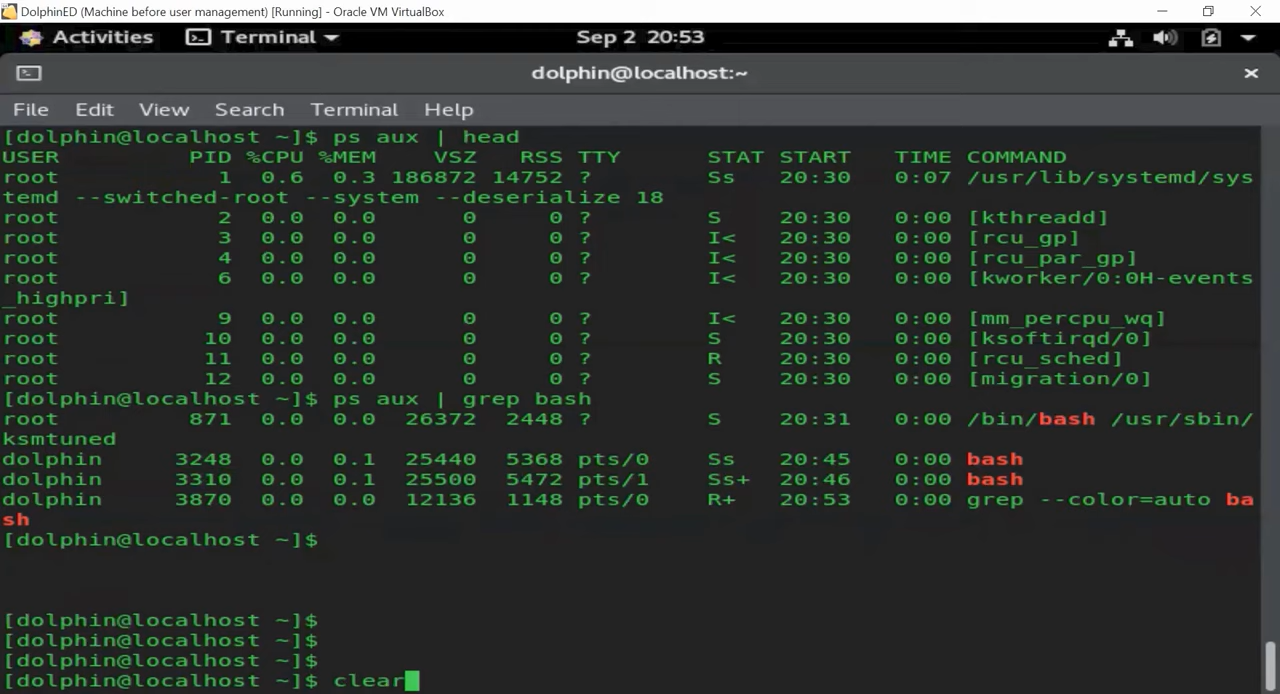 DolphinED (Machine before user management) [Running] - Oracle VM VirtualBox
Activities Terminal Sep 2 20:53
dolphin@localhost:~
File Edit View Search Terminal Help
[dolphin@localhost ~]$ ps aux | head
USER         PID %CPU %MEM    VSZ   RSS TTY        STAT START   TIME COMMAND
root           1  0.6  0.3 186872 14752 ?          Ss   20:30   0:07 /usr/lib/systemd/sys
temd --switched-root --system --deserialize 18
root           2  0.0  0.0      0     0 ?          S    20:30   0:00 [kthreadd]
root           3  0.0  0.0      0     0 ?          I<   20:30   0:00 [rcu_gp]
root           4  0.0  0.0      0     0 ?          I<   20:30   0:00 [rcu_par_gp]
root           6  0.0  0.0      0     0 ?          I<   20:30   0:00 [kworker/0:0H-events
_highpri]
root           9  0.0  0.0      0     0 ?          I<   20:30   0:00 [mm_percpu_wq]
root          10  0.0  0.0      0     0 ?          S    20:30   0:00 [ksoftirqd/0]
root          11  0.0  0.0      0     0 ?          R    20:30   0:00 [rcu_sched]
root          12  0.0  0.0      0     0 ?          S    20:30   0:00 [migration/0]
[dolphin@localhost ~]$ ps aux | grep bash
root         871  0.0  0.0  26372  2448 ?          S    20:31   0:00 /bin/bash /usr/sbin/
ksmtuned
dolphin     3248  0.0  0.1  25440  5368 pts/0      Ss   20:45   0:00 bash
dolphin     3310  0.0  0.1  25500  5472 pts/1      Ss+  20:46   0:00 bash
dolphin     3870  0.0  0.0  12136  1148 pts/0      R+   20:53   0:00 grep --color=auto ba
sh
[dolphin@localhost ~]$
[dolphin@localhost ~]$
[dolphin@localhost ~]$
[dolphin@localhost ~]$
[dolphin@localhost ~]$ clear